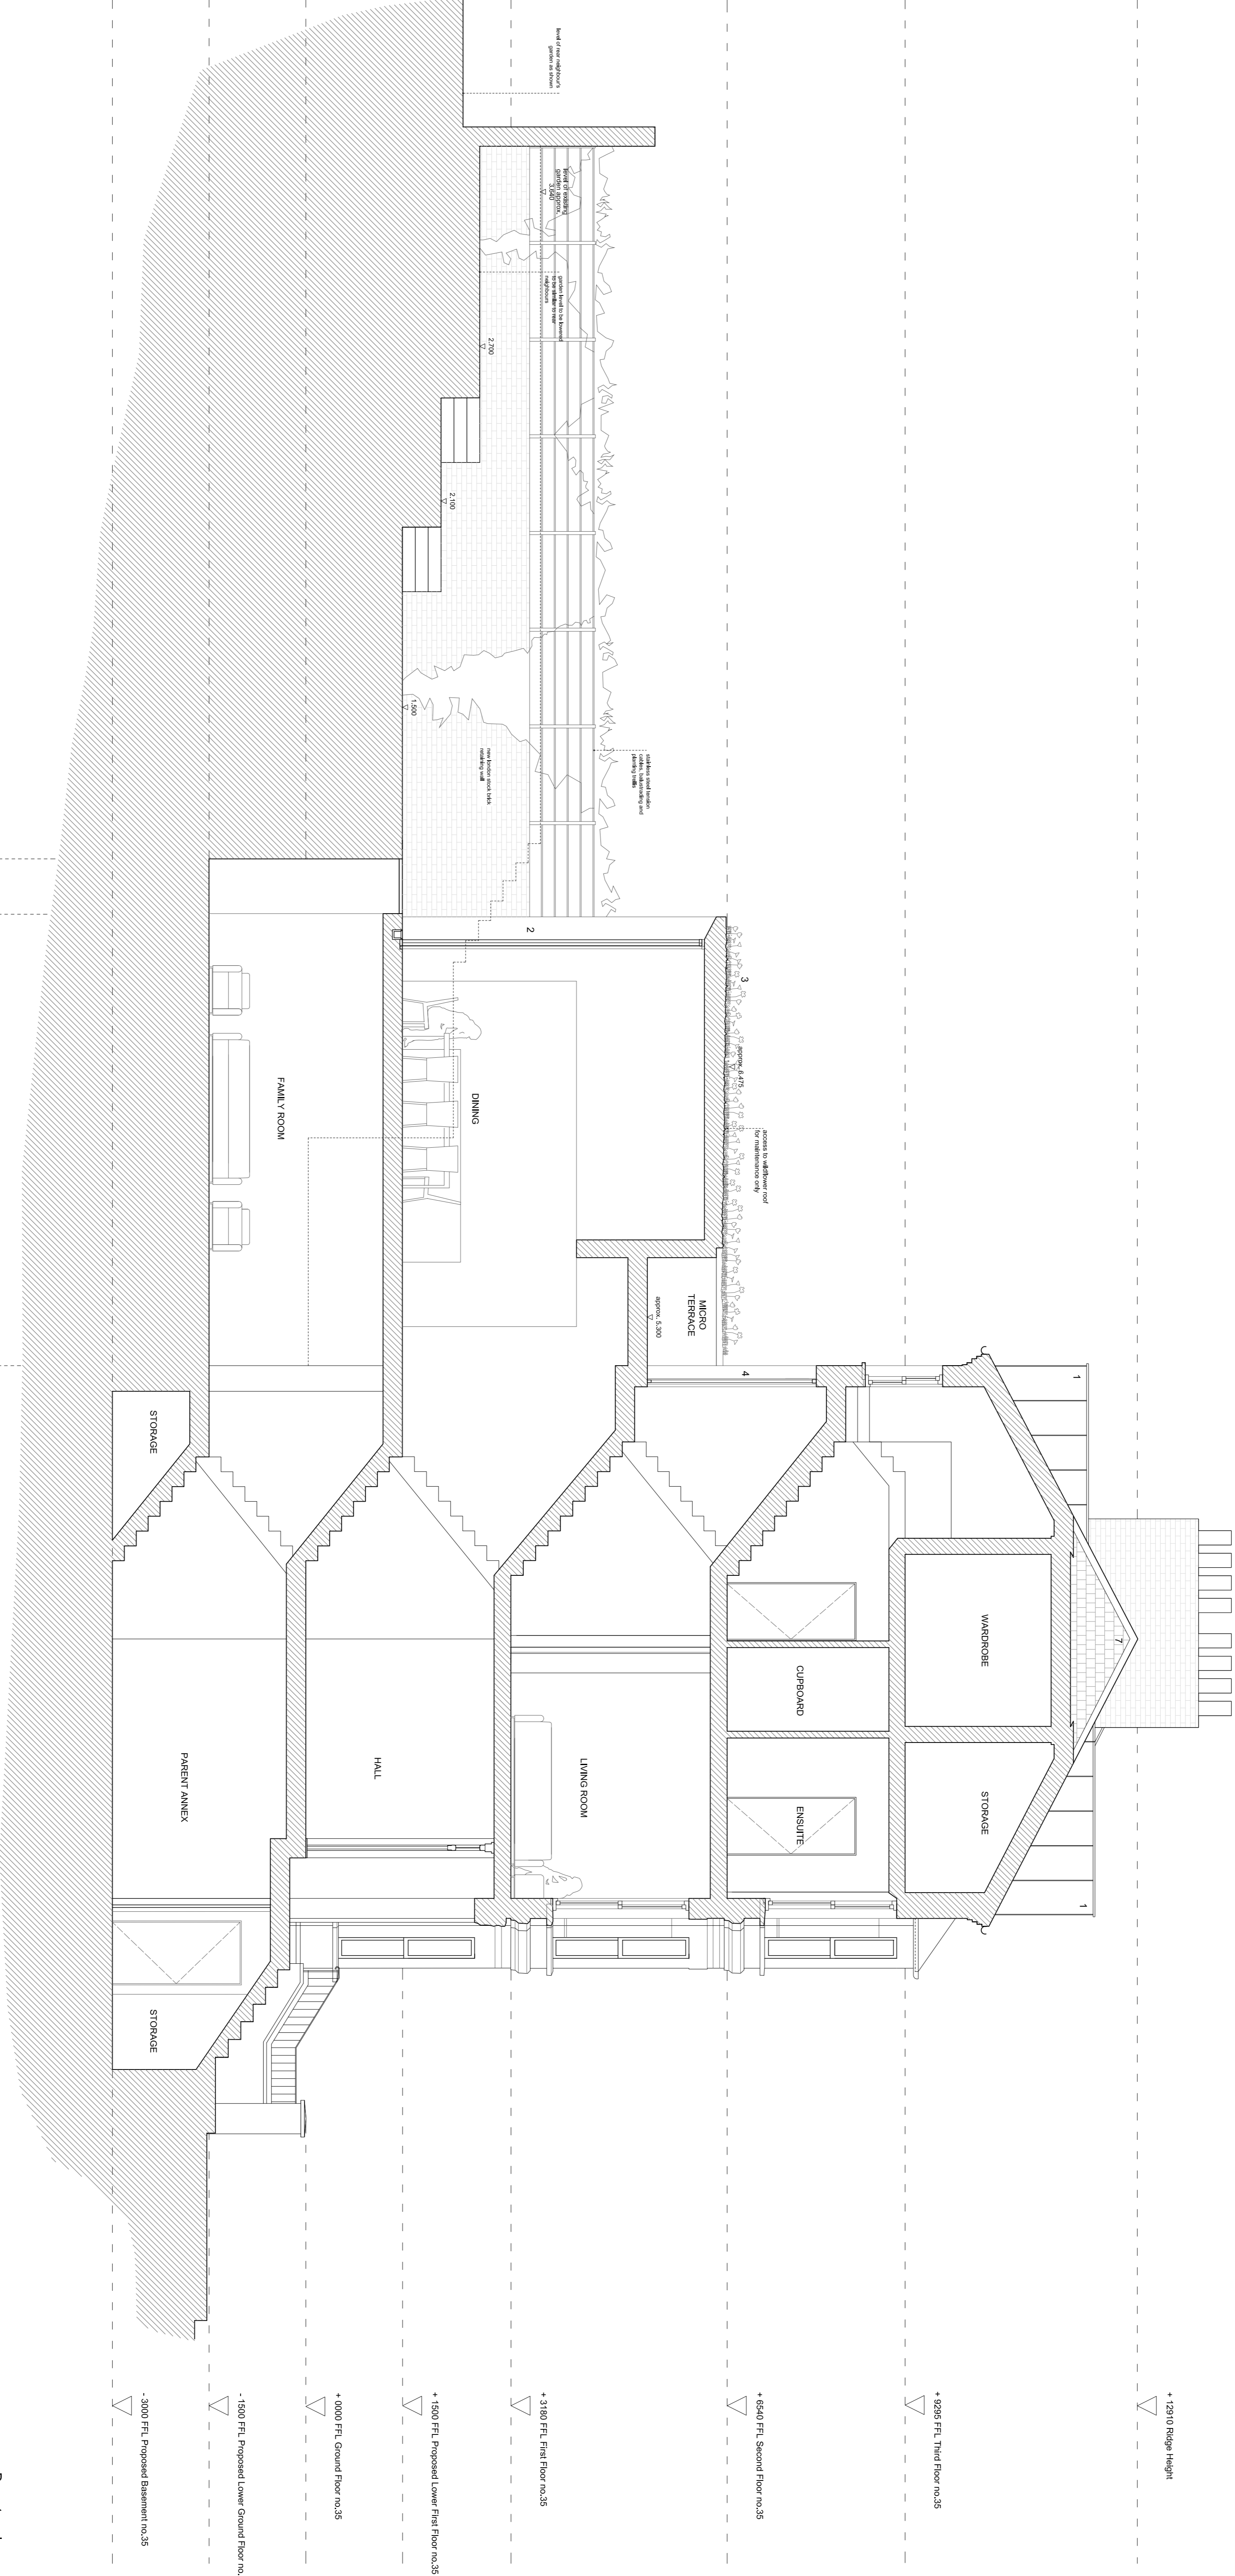 level of rear neighbour's
garden as shown
level of existing
garden approx.
3.640
garden level to be lowered
to be similar to rear
neighbours
2.700
2.100
1.500
new london stock brick
retaining wall
stainless steel tension
cables, balustrading and
planting trellis
2
3
approx. 6.475
access to wildflower roof
for maintenance only
DINING
FAMILY ROOM
MICRO
TERRACE
approx. 5.300
4
1
7
1
WARDROBE
STORAGE
CUPBOARD
ENSUITE
LIVING ROOM
HALL
STORAGE
PARENT ANNEX
STORAGE
+ 12910 Ridge Height
+ 9295 FFL Third Floor no.35
+ 6540 FFL Second Floor no.35
+ 3180 FFL First Floor no.35
+ 1500 FFL Proposed Lower First Floor no.35
+ 0000 FFL Ground Floor no.35
- 1500 FFL Proposed Lower Ground Floor no.
- 3000 FFL Proposed Basement no.35